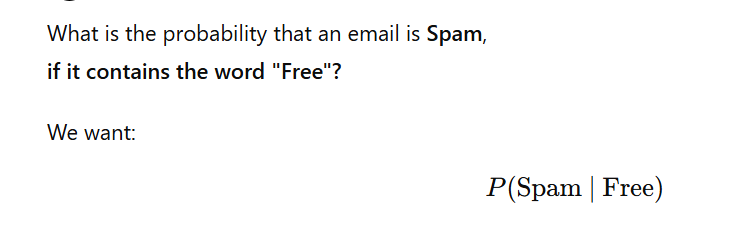 What is the probability that an email is Spam,
if it contains the word "Free"?
We want:
P(Spam | Free)